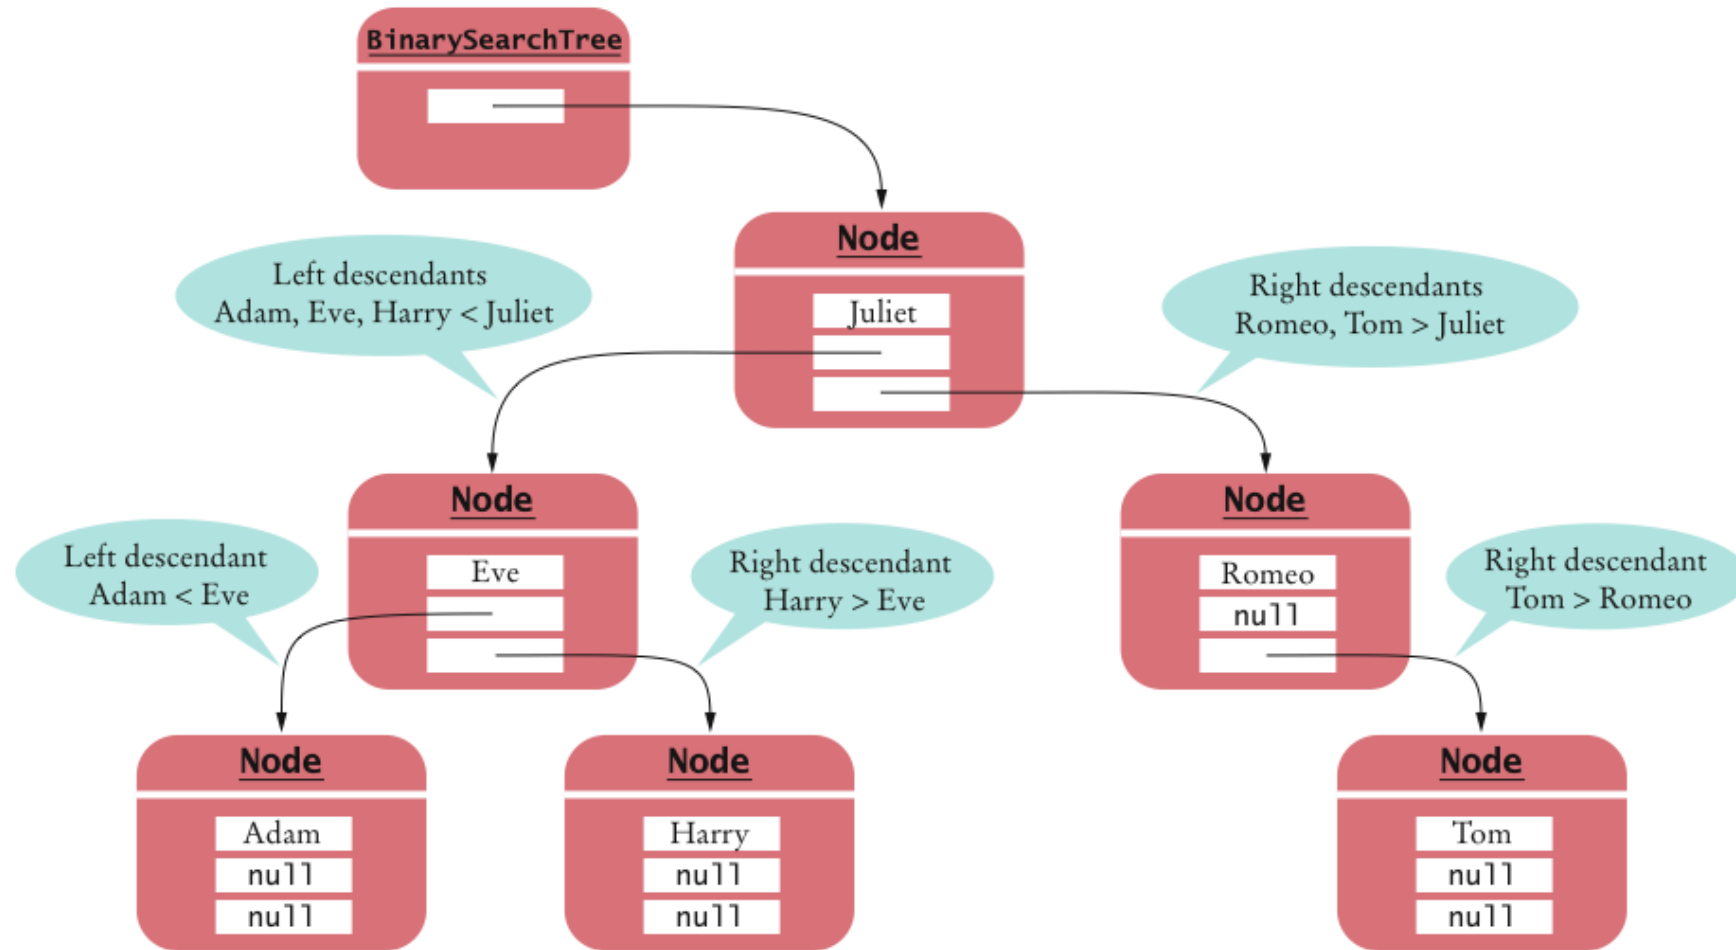 BinarySearchTree
Node
Juliet
Left descendants
Adam, Eve, Harry < Juliet
Right descendants
Romeo, Tom > Juliet
Node
Eve
Left descendant
Adam < Eve
Right descendant
Harry > Eve
Node
Romeo
null
Right descendant
Tom > Romeo
Node
Adam
null
null
Node
Harry
null
null
Node
Tom
null
null